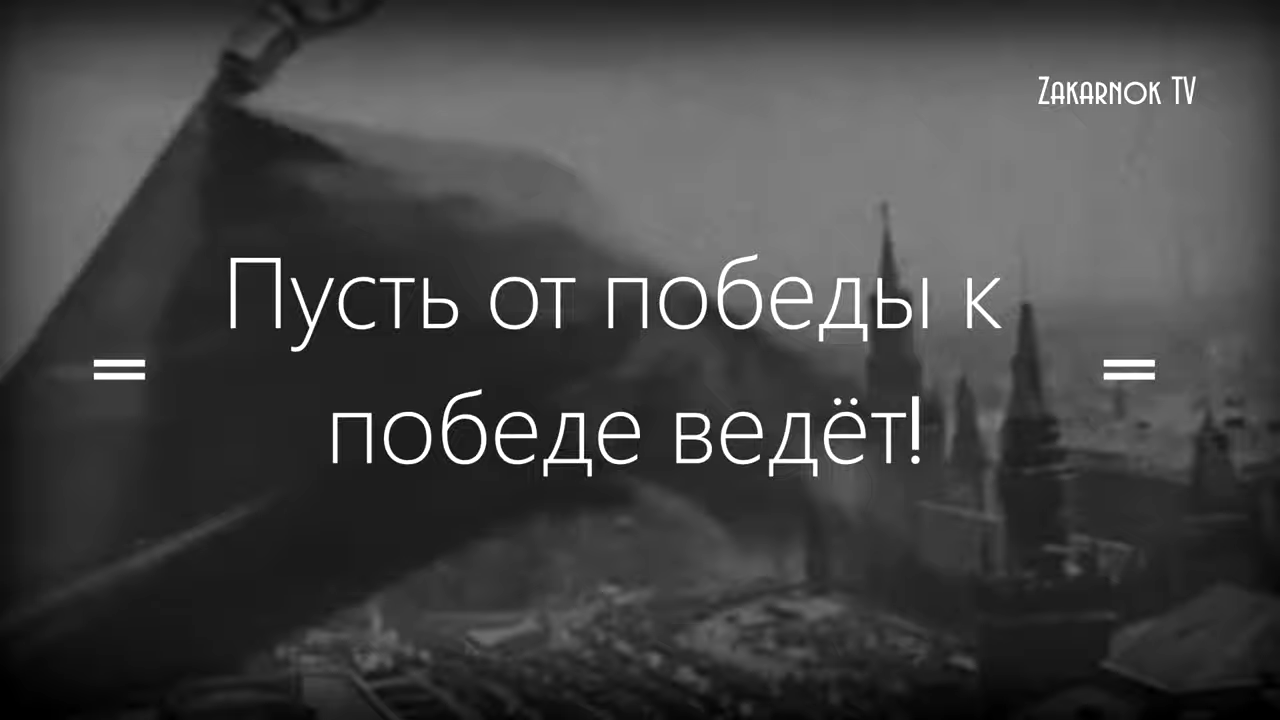 Zakarnok TV
Пусть от победы к
= =
победе ведёт!